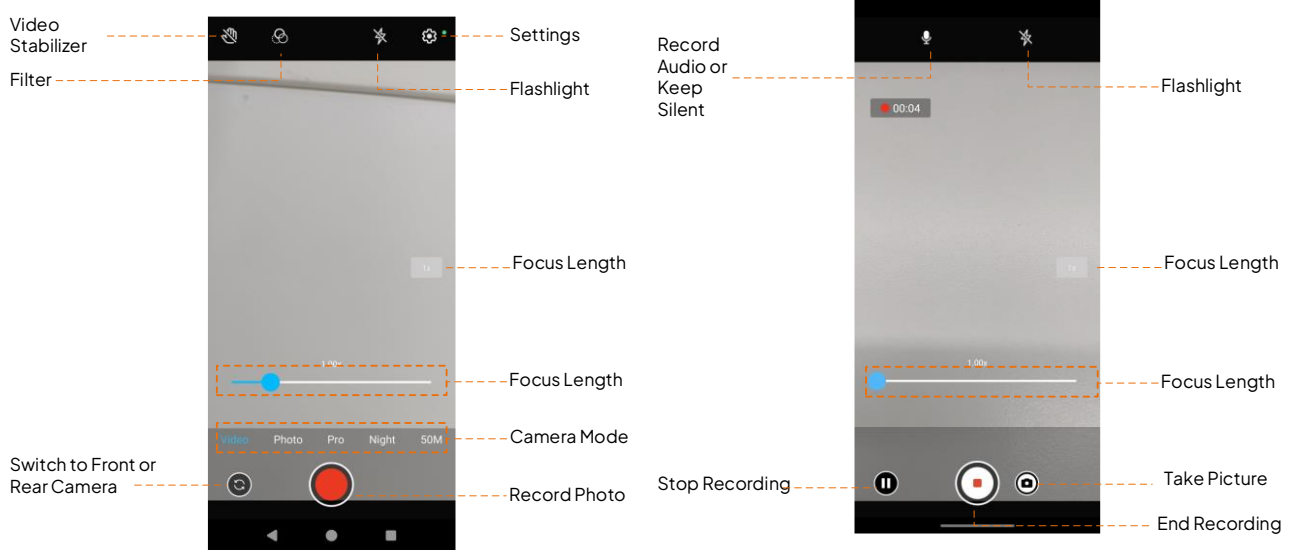 Video
Stabilizer
Filter
Settings
Flashlight
1x
Focus Length
1.00x
Focus Length
Video Photo Pro Night 50M
Camera Mode
Switch to Front or
Rear Camera
Record Photo
Record
Audio or
Keep
Silent
Flashlight
00:04
1x
Focus Length
1.00x
Focus Length
Stop Recording
Take Picture
End Recording